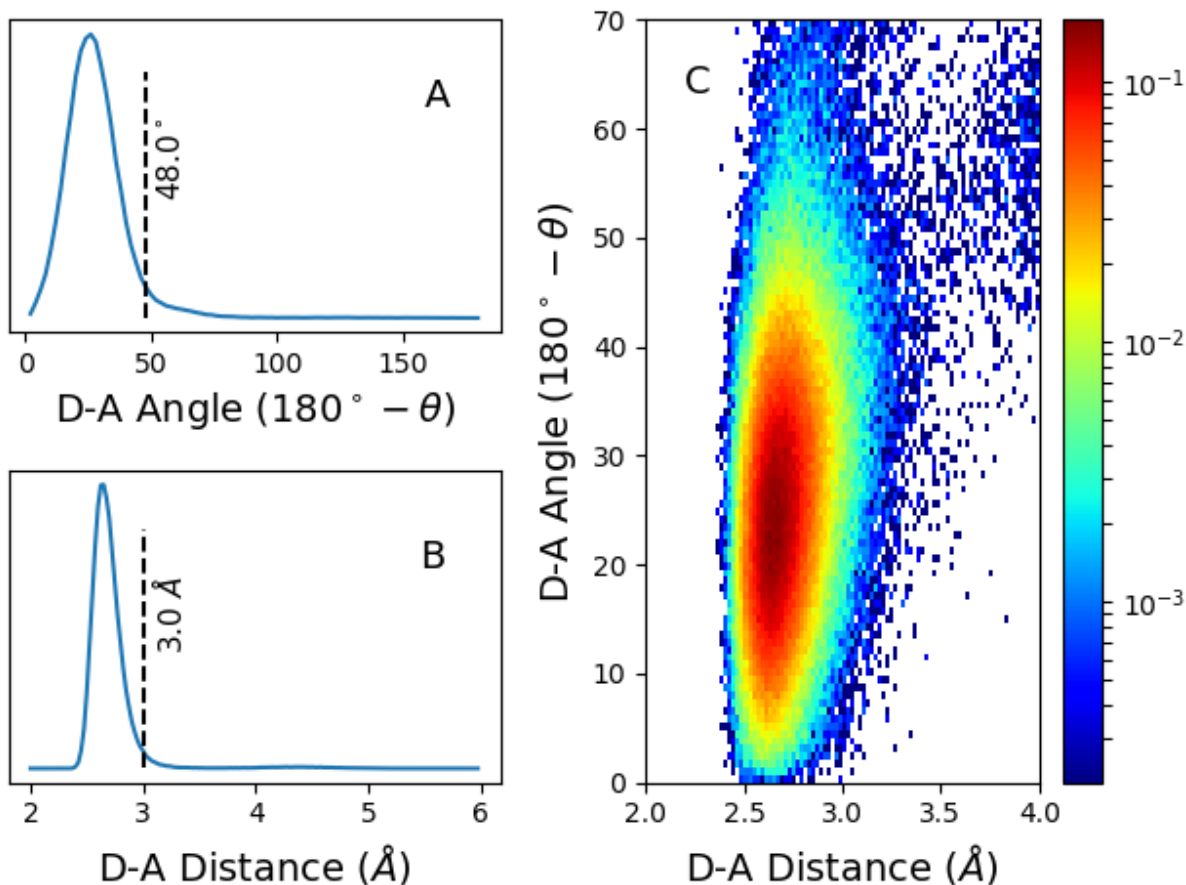 A
48.0°
0 50 100 150
D-A Angle (180° − θ)
B
3.0 Å
2 3 4 5 6
D-A Distance (Å)
C
70
60
50
40
30
20
10
0
D-A Angle (180° − θ)
2.0 2.5 3.0 3.5 4.0
D-A Distance (Å)
10⁻¹
10⁻²
10⁻³